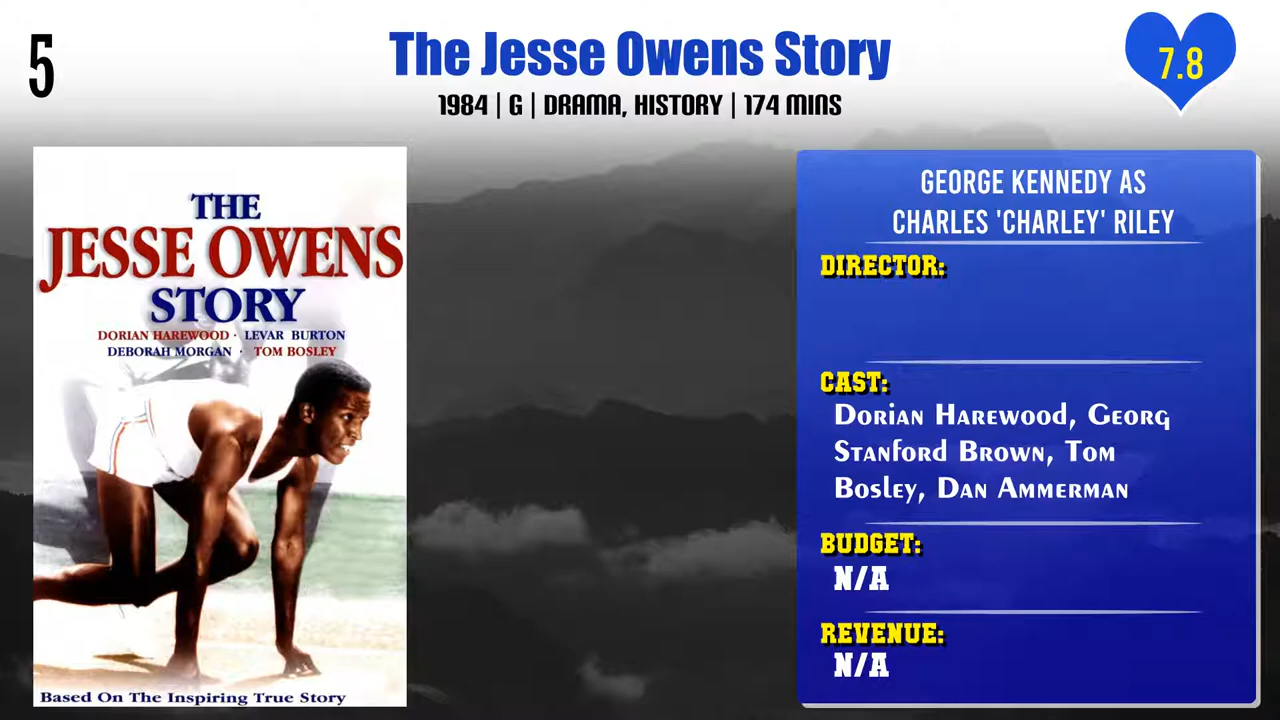 5
The Jesse Owens Story
1984 | G | DRAMA, HISTORY | 174 MINS
7.8
THE
JESSE OWENS
STORY
DORIAN HAREWOOD · LEVAR BURTON
DEBORAH MORGAN · TOM BOSLEY
Based On The Inspiring True Story
GEORGE KENNEDY AS
CHARLES 'CHARLEY' RILEY
DIRECTOR:
CAST:
Dorian Harewood, Georg
Stanford Brown, Tom
Bosley, Dan Ammerman
BUDGET:
N/A
REVENUE:
N/A